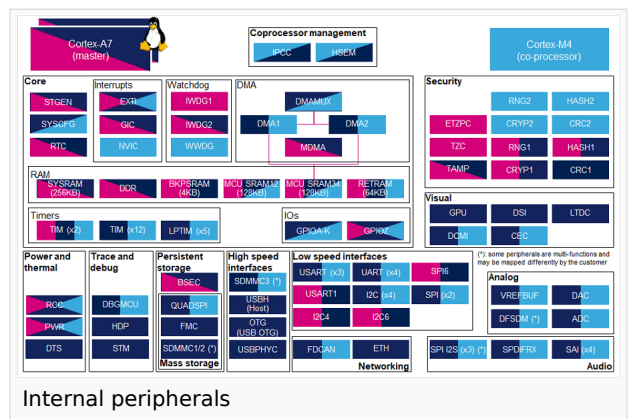 Cortex-A7
(master)
Coprocessor management
IPCC HSEM
Cortex-M4
(co-processor)
Core
STGEN
SYSCFG
RTC
Interrupts
EXTI
GIC
NVIC
Watchdog
IWDG1
IWDG2
WWDG
DMA
DMAMUX
DMA1 DMA2
MDMA
Security
RNG2 HASH2
ETZPC CRYP2 CRC2
TZC RNG1 HASH1
TAMP CRYP1 CRC1
RAM
SYSRAM
(256KB)
DDR
BKPSRAM
(4KB)
MCU SRAM12
(128KB)
MCU SRAM34
(128KB)
RETRAM
(64KB)
Timers
TIM (x2) TIM (x12) LPTIM (x5)
IOs
GPIOA-K GPIOZ
Visual
GPU DSI LTDC
DCMI CEC
Power and
thermal
RCC
PWR
DTS
Trace and
debug
DBGMCU
HDP
STM
Persistent
storage
BSEC
QUADSPI
FMC
SDMMC1/2 (*)
Mass storage
High speed
interfaces
SDMMC3 (*)
USBH
(Host)
OTG
(USB OTG)
USBPHYC
Low speed interfaces
USART (x3) UART (x4) SPI6
USART1 I2C (x4) SPI (x2)
I2C4 I2C6
(*): some peripherals are multi-functions and
may be mapped differently by the customer
Analog
VREFBUF DAC
DFSDM (*) ADC
FDCAN ETH
Networking
SPI I2S (x3) (*) SPDIFRX SAI (x4)
Audio
Internal peripherals